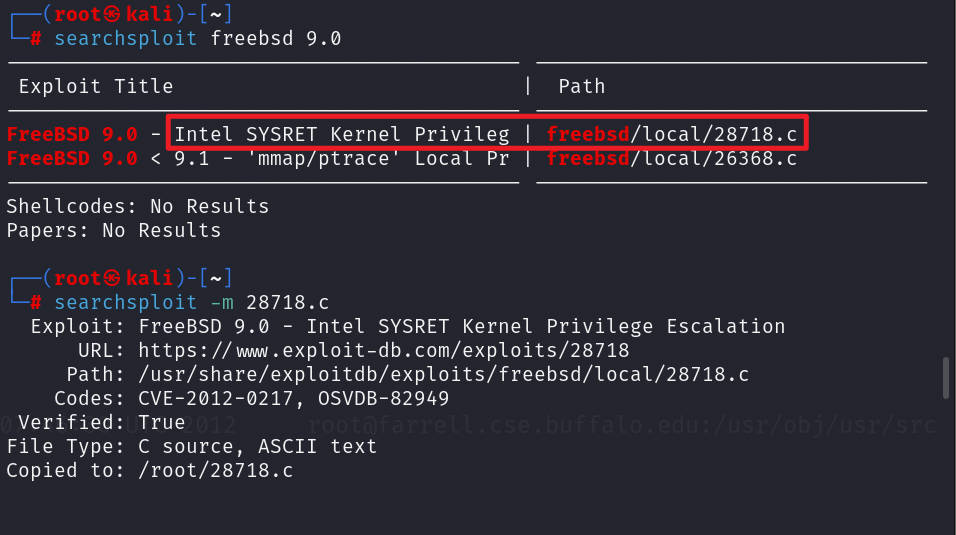 ┌──(root㉿kali)-[~]
└─# searchsploit freebsd 9.0
Exploit Title | Path
FreeBSD 9.0 - Intel SYSRET Kernel Privileg | freebsd/local/28718.c
FreeBSD 9.0 < 9.1 - 'mmap/ptrace' Local Pr | freebsd/local/26368.c
Shellcodes: No Results
Papers: No Results
┌──(root㉿kali)-[~]
└─# searchsploit -m 28718.c
Exploit: FreeBSD 9.0 - Intel SYSRET Kernel Privilege Escalation
URL: https://www.exploit-db.com/exploits/28718
Path: /usr/share/exploitdb/exploits/freebsd/local/28718.c
Codes: CVE-2012-0217, OSVDB-82949
Verified: True
2012 root@farrell.cse.buffalo.edu:/usr/obj/usr/src
File Type: C source, ASCII text
Copied to: /root/28718.c